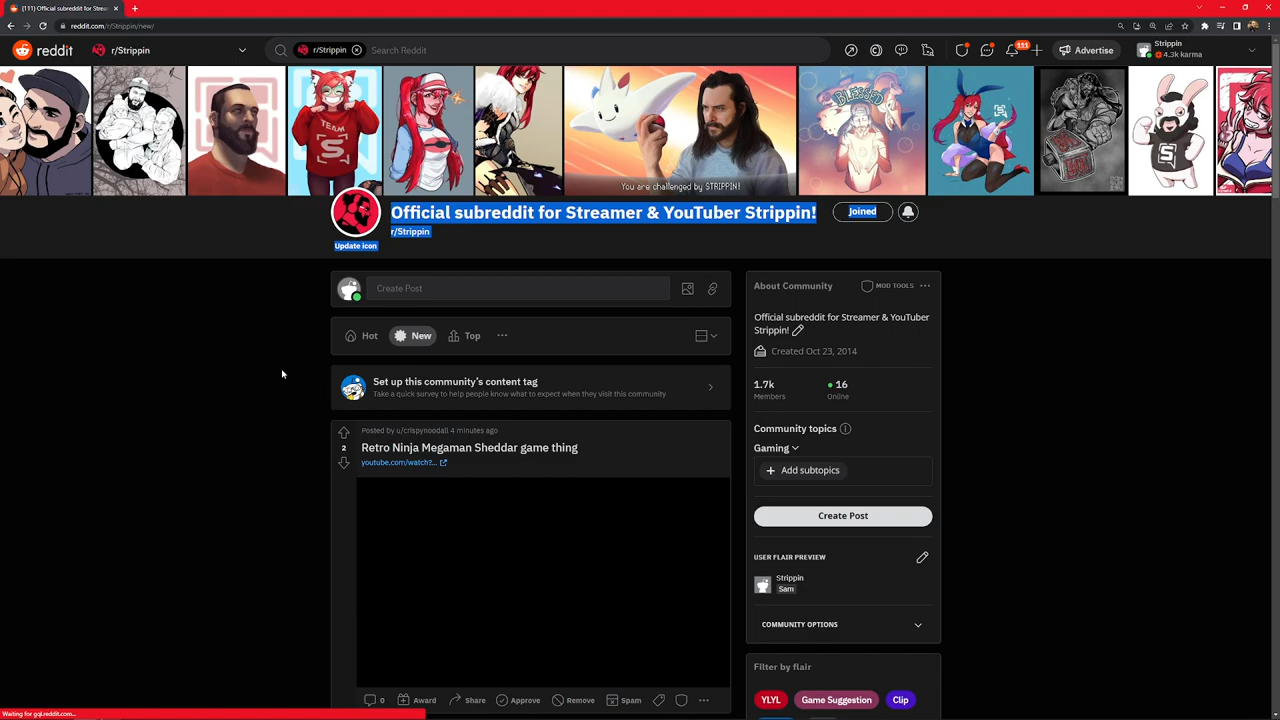 (111) Official subreddit for Stream
reddit.com/r/Strippin/new/
reddit
r/Strippin
r/Strippin
Search Reddit
111
Advertise
Strippin
4.3k karma
TEAM
S
BLESSED
You are challenged by STRIPPIN!
S
Update icon
Official subreddit for Streamer & YouTuber Strippin!
r/Strippin
Joined
Create Post
Hot
New
Top
Set up this community's content tag
Take a quick survey to help people know what to expect when they visit this community
2
Posted by u/crispynoodall 4 minutes ago
Retro Ninja Megaman Sheddar game thing
youtube.com/watch?...
0
Award
Share
Approve
Remove
Spam
About Community
MOD TOOLS
Official subreddit for Streamer & YouTuber
Strippin!
Created Oct 23, 2014
1.7k
Members
16
Online
Community topics
Gaming
Add subtopics
Create Post
USER FLAIR PREVIEW
Strippin
Sam
COMMUNITY OPTIONS
Filter by flair
YLYL
Game Suggestion
Clip
Waiting for gql.reddit.com...